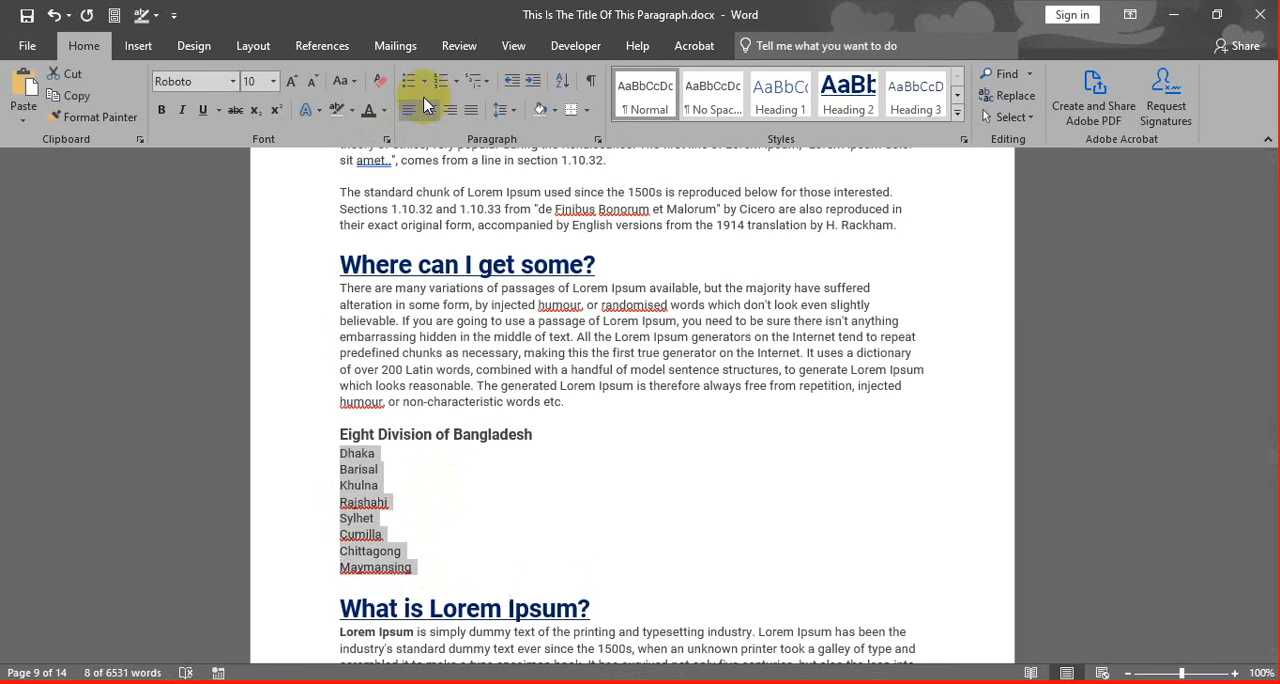 This Is The Title Of This Paragraph.docx - Word
Sign in
File Home Insert Design Layout References Mailings Review View Developer Help Acrobat Tell me what you want to do Share
Paste
Cut
Copy
Format Painter
Clipboard
Roboto 10
Font
Paragraph
AaBbCcDc AaBbCcDc AaBbCc AaBb AaBbCcD
¶ Normal ¶ No Spac... Heading 1 Heading 2 Heading 3
Styles
Find
Replace
Select
Editing
Create and Share Adobe PDF
Request Signatures
Adobe Acrobat
sit amet..", comes from a line in section 1.10.32.
The standard chunk of Lorem Ipsum used since the 1500s is reproduced below for those interested.
Sections 1.10.32 and 1.10.33 from "de Finibus Bonorum et Malorum" by Cicero are also reproduced in
their exact original form, accompanied by English versions from the 1914 translation by H. Rackham.
Where can I get some?
There are many variations of passages of Lorem Ipsum available, but the majority have suffered
alteration in some form, by injected humour, or randomised words which don't look even slightly
believable. If you are going to use a passage of Lorem Ipsum, you need to be sure there isn't anything
embarrassing hidden in the middle of text. All the Lorem Ipsum generators on the Internet tend to repeat
predefined chunks as necessary, making this the first true generator on the Internet. It uses a dictionary
of over 200 Latin words, combined with a handful of model sentence structures, to generate Lorem Ipsum
which looks reasonable. The generated Lorem Ipsum is therefore always free from repetition, injected
humour, or non-characteristic words etc.
Eight Division of Bangladesh
Dhaka
Barisal
Khulna
Rajshahi
Sylhet
Cumilla
Chittagong
Maymansing
What is Lorem Ipsum?
Lorem Ipsum is simply dummy text of the printing and typesetting industry. Lorem Ipsum has been the
industry's standard dummy text ever since the 1500s, when an unknown printer took a galley of type and
Page 9 of 14 8 of 6531 words 100%